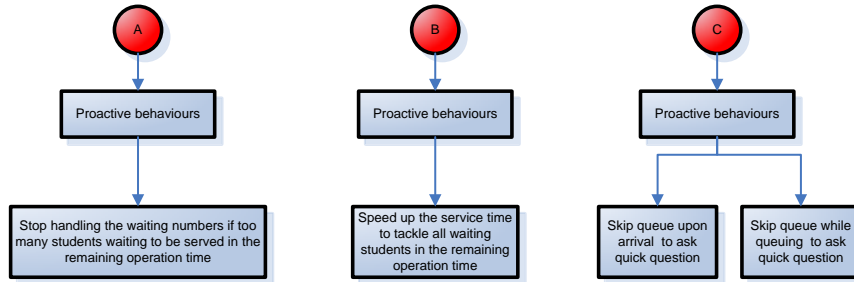 A
B
C
Proactive behaviours
Proactive behaviours
Proactive behaviours
Stop handling the waiting numbers if too
many students waiting to be served in the
remaining operation time
Speed up the service time
to tackle all waiting
students in the remaining
operation time
Skip queue upon
arrival to ask
quick question
Skip queue while
queuing to ask
quick question